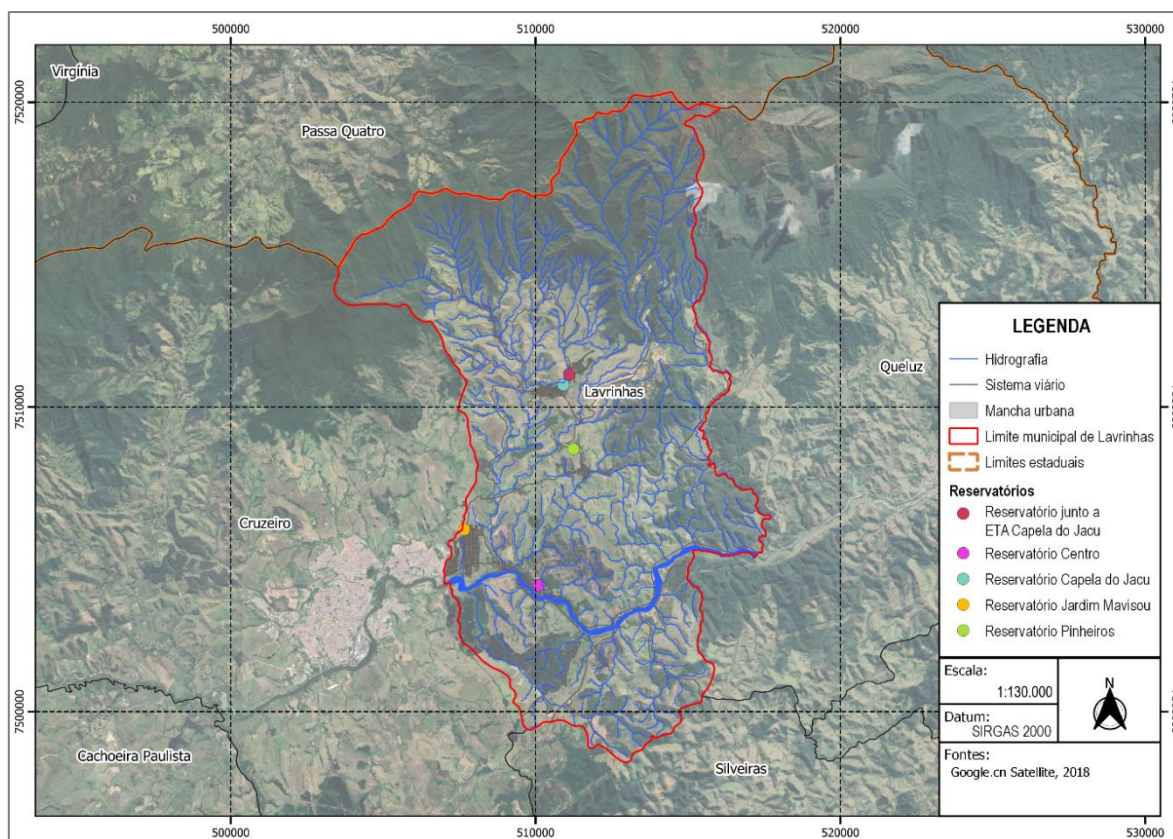 500000
510000
520000
530000
Virgínia
7520000
Passa Quatro
LEGENDA
Hidrografia
Sistema viário
Mancha urbana
Limite municipal de Lavrinhas
Limites estaduais
Reservatórios
Reservatório junto a
ETA Capela do Jacu
Reservatório Centro
Reservatório Capela do Jacu
Reservatório Jardim Mavisou
Reservatório Pinheiros
Queluz
Lavrinhas
7510000
Cruzeiro
Escala:
1:130.000
N
Datum:
SIRGAS 2000
7500000
Fontes:
Google.cn Satellite, 2018
Cachoeira Paulista
Silveiras
500000
510000
520000
530000